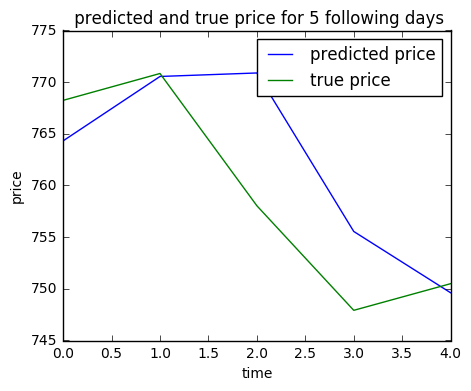 predicted and true price for 5 following days
775
770
765
760
755
750
745
price
predicted price
true price
0.0 0.5 1.0 1.5 2.0 2.5 3.0 3.5 4.0
time